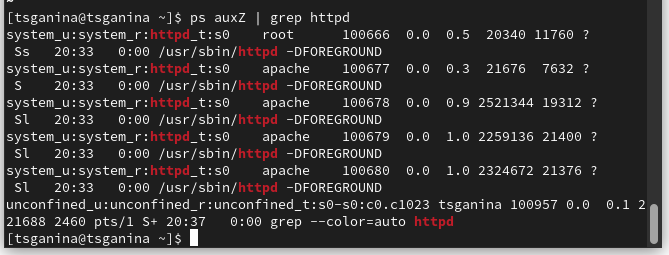 [tsganina@tsganina ~]$ ps auxZ | grep httpd
system_u:system_r:httpd_t:s0    root      100666  0.0  0.5  20340 11760 ?
 Ss   20:33   0:00 /usr/sbin/httpd -DFOREGROUND
system_u:system_r:httpd_t:s0    apache    100677  0.0  0.3  21676  7632 ?
 S    20:33   0:00 /usr/sbin/httpd -DFOREGROUND
system_u:system_r:httpd_t:s0    apache    100678  0.0  0.9 2521344 19312 ?
 Sl   20:33   0:00 /usr/sbin/httpd -DFOREGROUND
system_u:system_r:httpd_t:s0    apache    100679  0.0  1.0 2259136 21400 ?
 Sl   20:33   0:00 /usr/sbin/httpd -DFOREGROUND
system_u:system_r:httpd_t:s0    apache    100680  0.0  1.0 2324672 21376 ?
 Sl   20:33   0:00 /usr/sbin/httpd -DFOREGROUND
unconfined_u:unconfined_r:unconfined_t:s0-s0:c0.c1023 tsganina 100957 0.0  0.1 2
21688 2460 pts/1 S+ 20:37   0:00 grep --color=auto httpd
[tsganina@tsganina ~]$